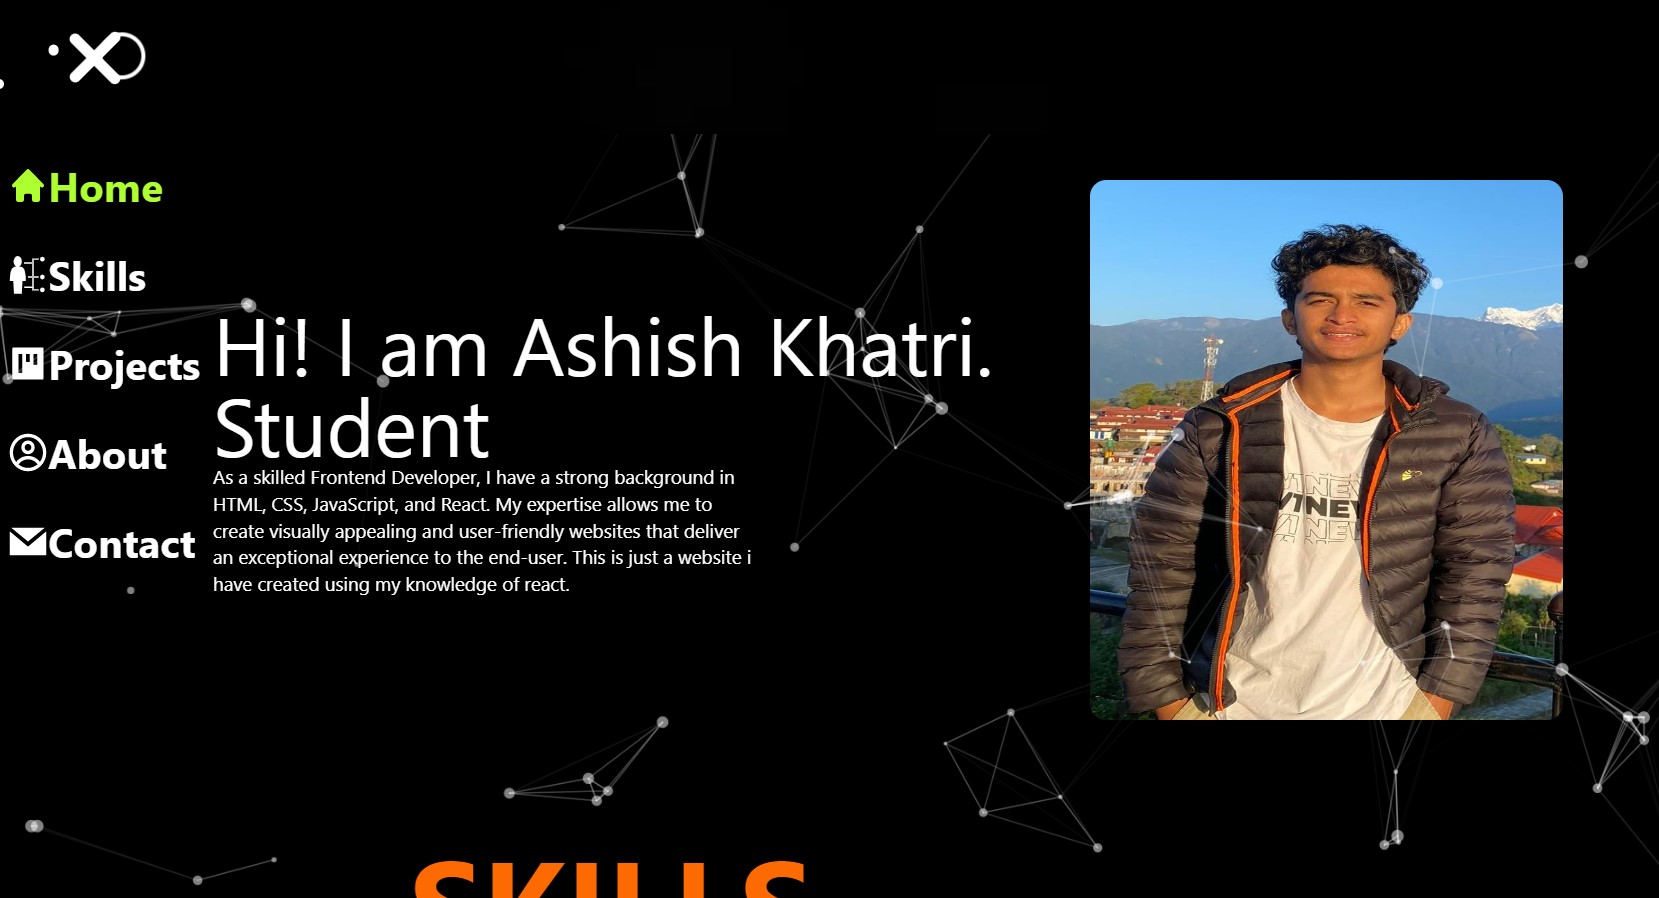 Home
Skills
Projects
About
Contact
Hi! I am Ashish Khatri.
Student
As a skilled Frontend Developer, I have a strong background in
HTML, CSS, JavaScript, and React. My expertise allows me to
create visually appealing and user-friendly websites that deliver
an exceptional experience to the end-user. This is just a website i
have created using my knowledge of react.
SKILLS